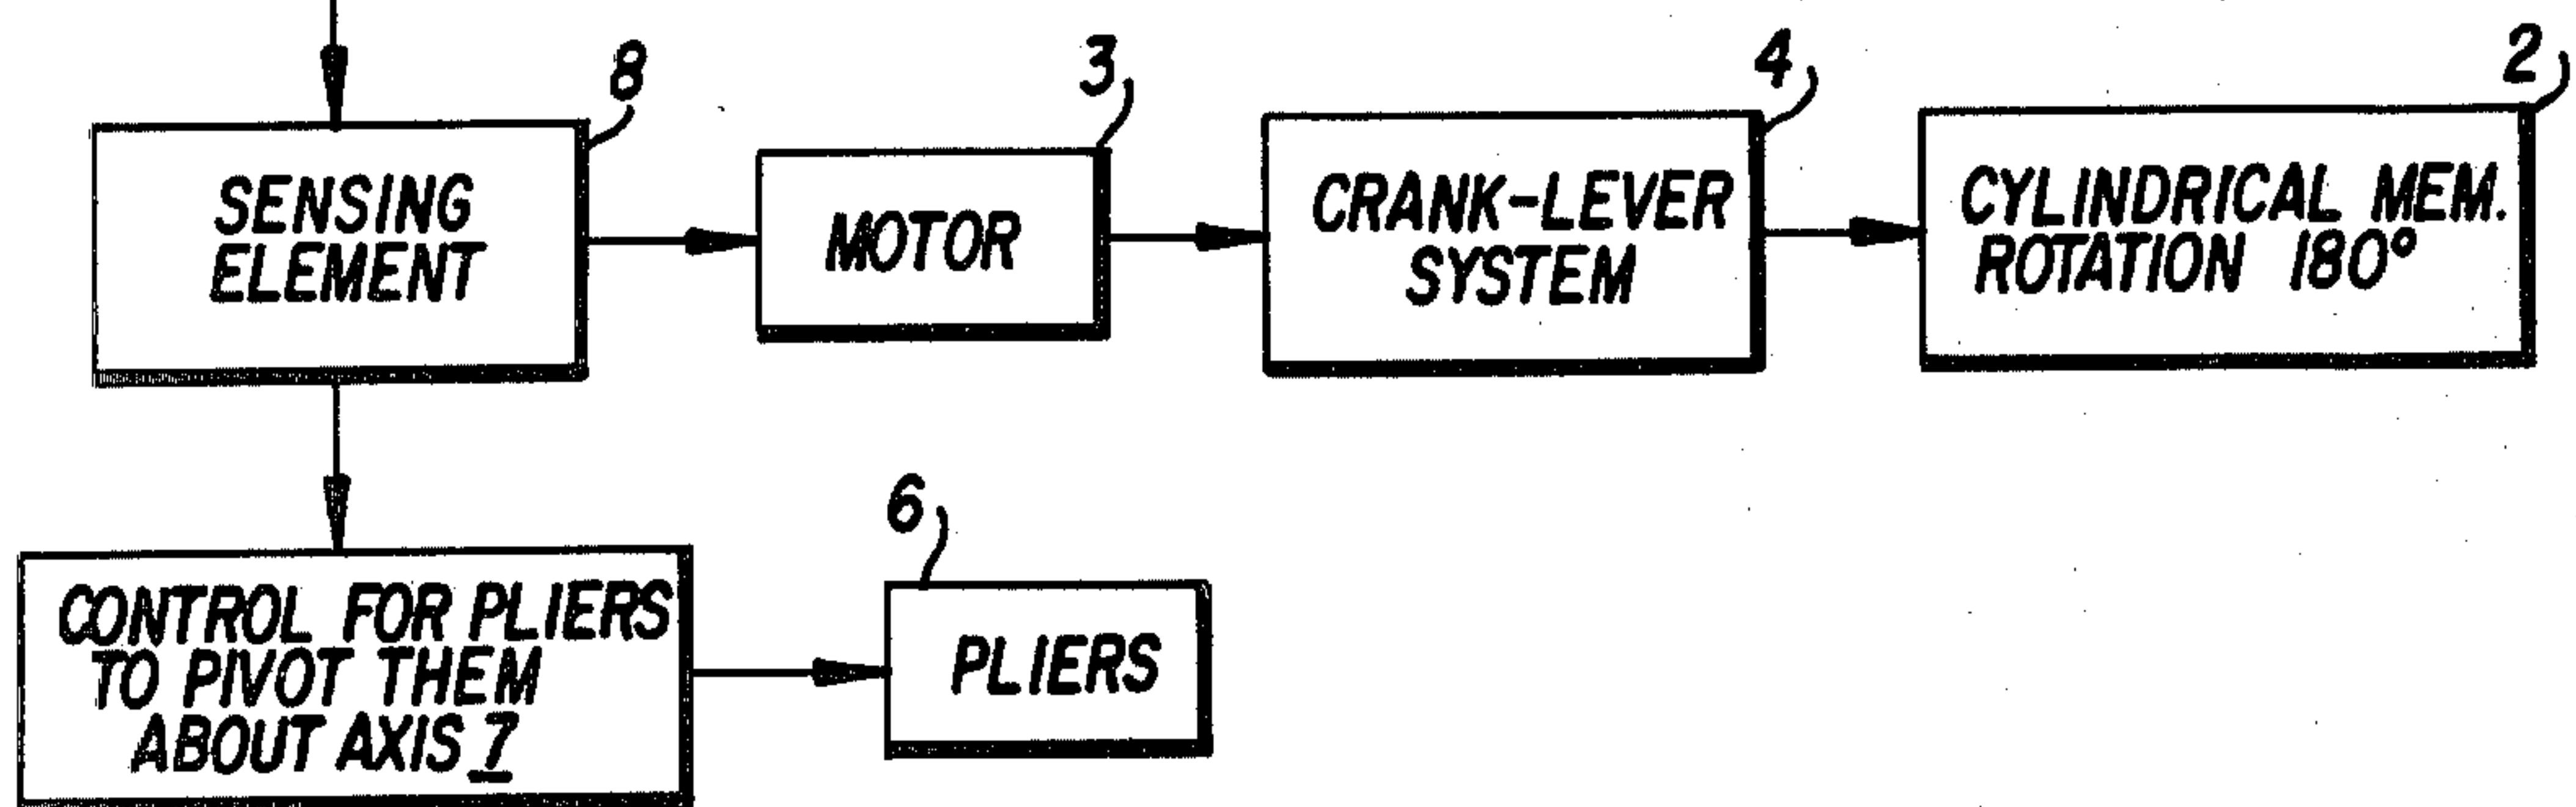 8
3
4
2
SENSING
ELEMENT
MOTOR
CRANK-LEVER
SYSTEM
CYLINDRICAL MEM.
ROTATION 180°
6
CONTROL FOR PLIERS
TO PIVOT THEM
ABOUT AXIS 7
PLIERS